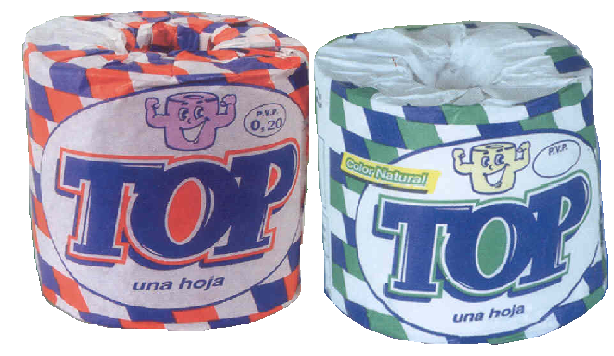 P.V.P.
0,20
TOP
una hoja
P.V.P.
Color Natural
TOP
una hoja